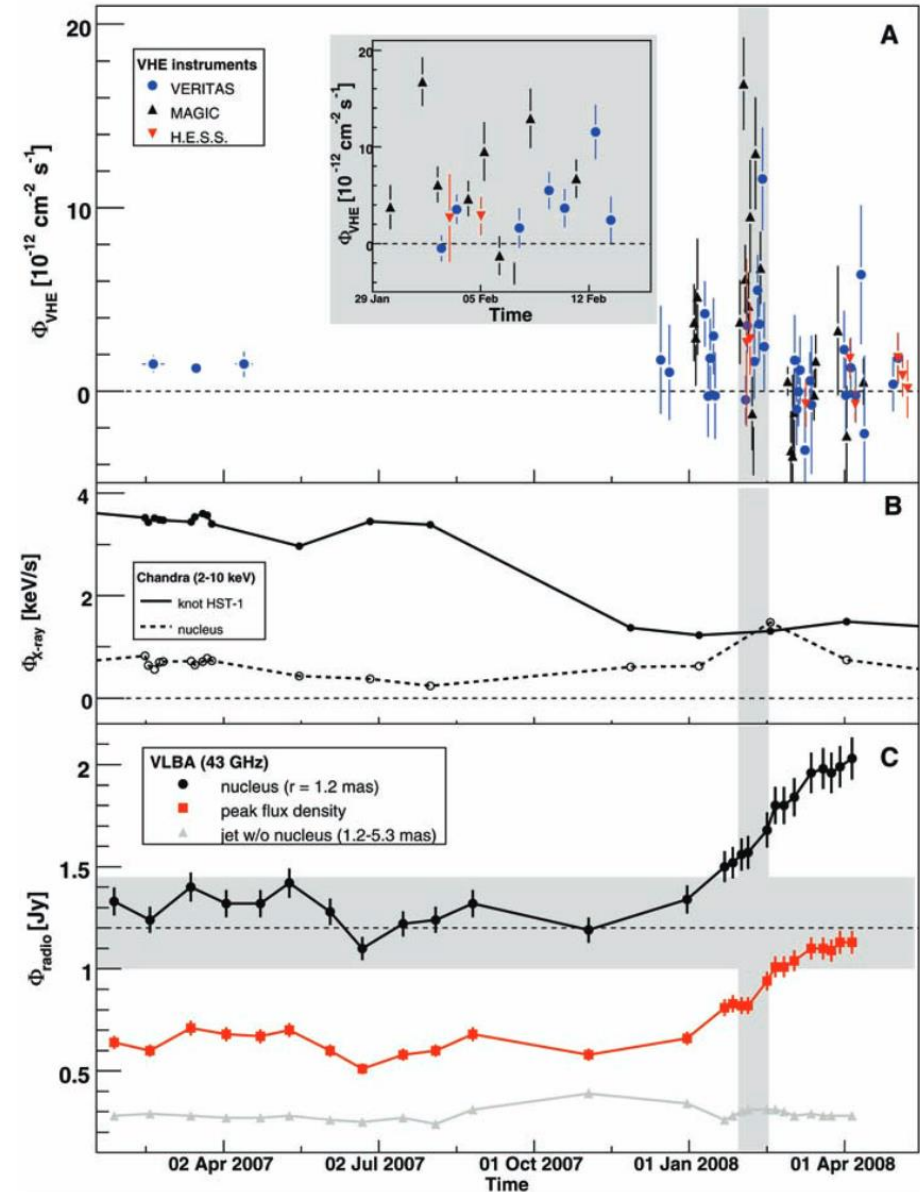 A
20
10
0
ΦVHE [10⁻¹² cm⁻² s⁻¹]
VHE instruments
VERITAS
MAGIC
H.E.S.S.
20
10
0
ΦVHE [10⁻¹² cm⁻² s⁻¹]
29 Jan 05 Feb 12 Feb
Time
B
4
2
0
ΦX-ray [keV/s]
Chandra (2-10 keV)
knot HST-1
nucleus
C
2
1.5
1
0.5
Φradio [Jy]
VLBA (43 GHz)
nucleus (r = 1.2 mas)
peak flux density
jet w/o nucleus (1.2-5.3 mas)
02 Apr 2007 02 Jul 2007 01 Oct 2007 01 Jan 2008 01 Apr 2008
Time